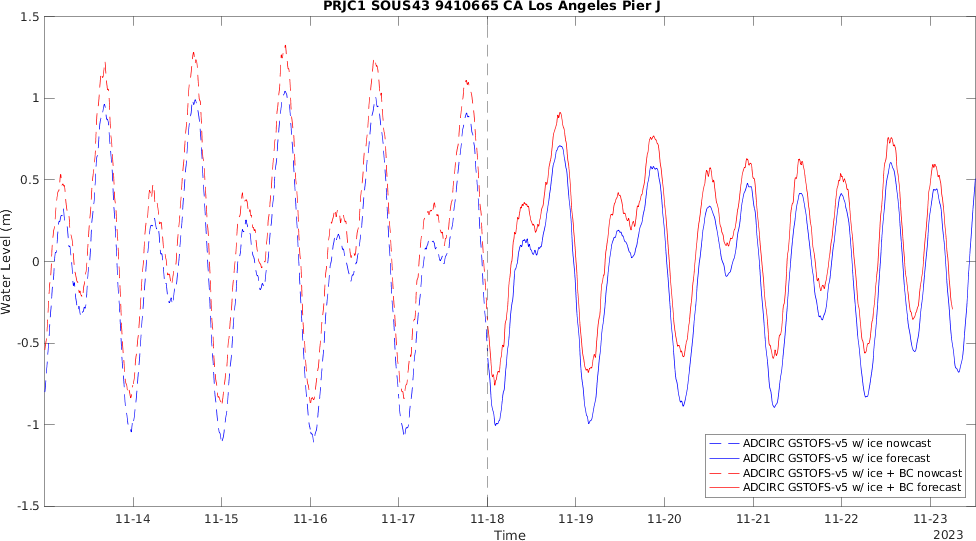 PRJC1 SOUS43 9410665 CA Los Angeles Pier J
1.5
1
0.5
0
-0.5
-1
-1.5
Water Level (m)
11-14 11-15 11-16 11-17 11-18 11-19 11-20 11-21 11-22 11-23
Time
2023
ADCIRC GSTOFS-v5 w/ ice nowcast
ADCIRC GSTOFS-v5 w/ ice forecast
ADCIRC GSTOFS-v5 w/ ice + BC nowcast
ADCIRC GSTOFS-v5 w/ ice + BC forecast